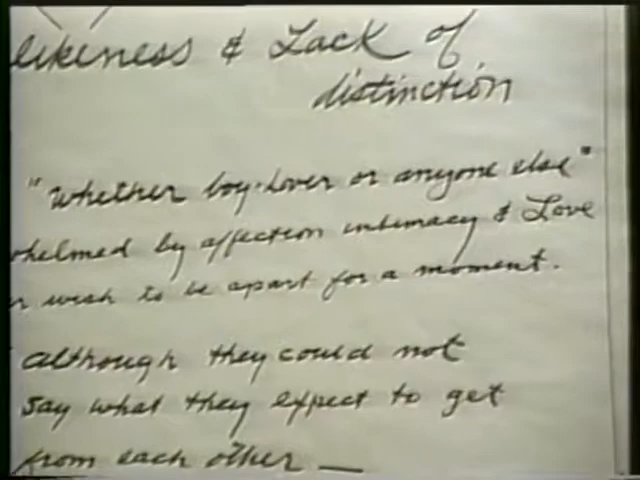 likeness & Lack of
distinction
"whether boy-lover or anyone else"
whelmed by affection intimacy & Love
r wish to be apart for a moment.
although they could not
say what they expect to get
from each other —